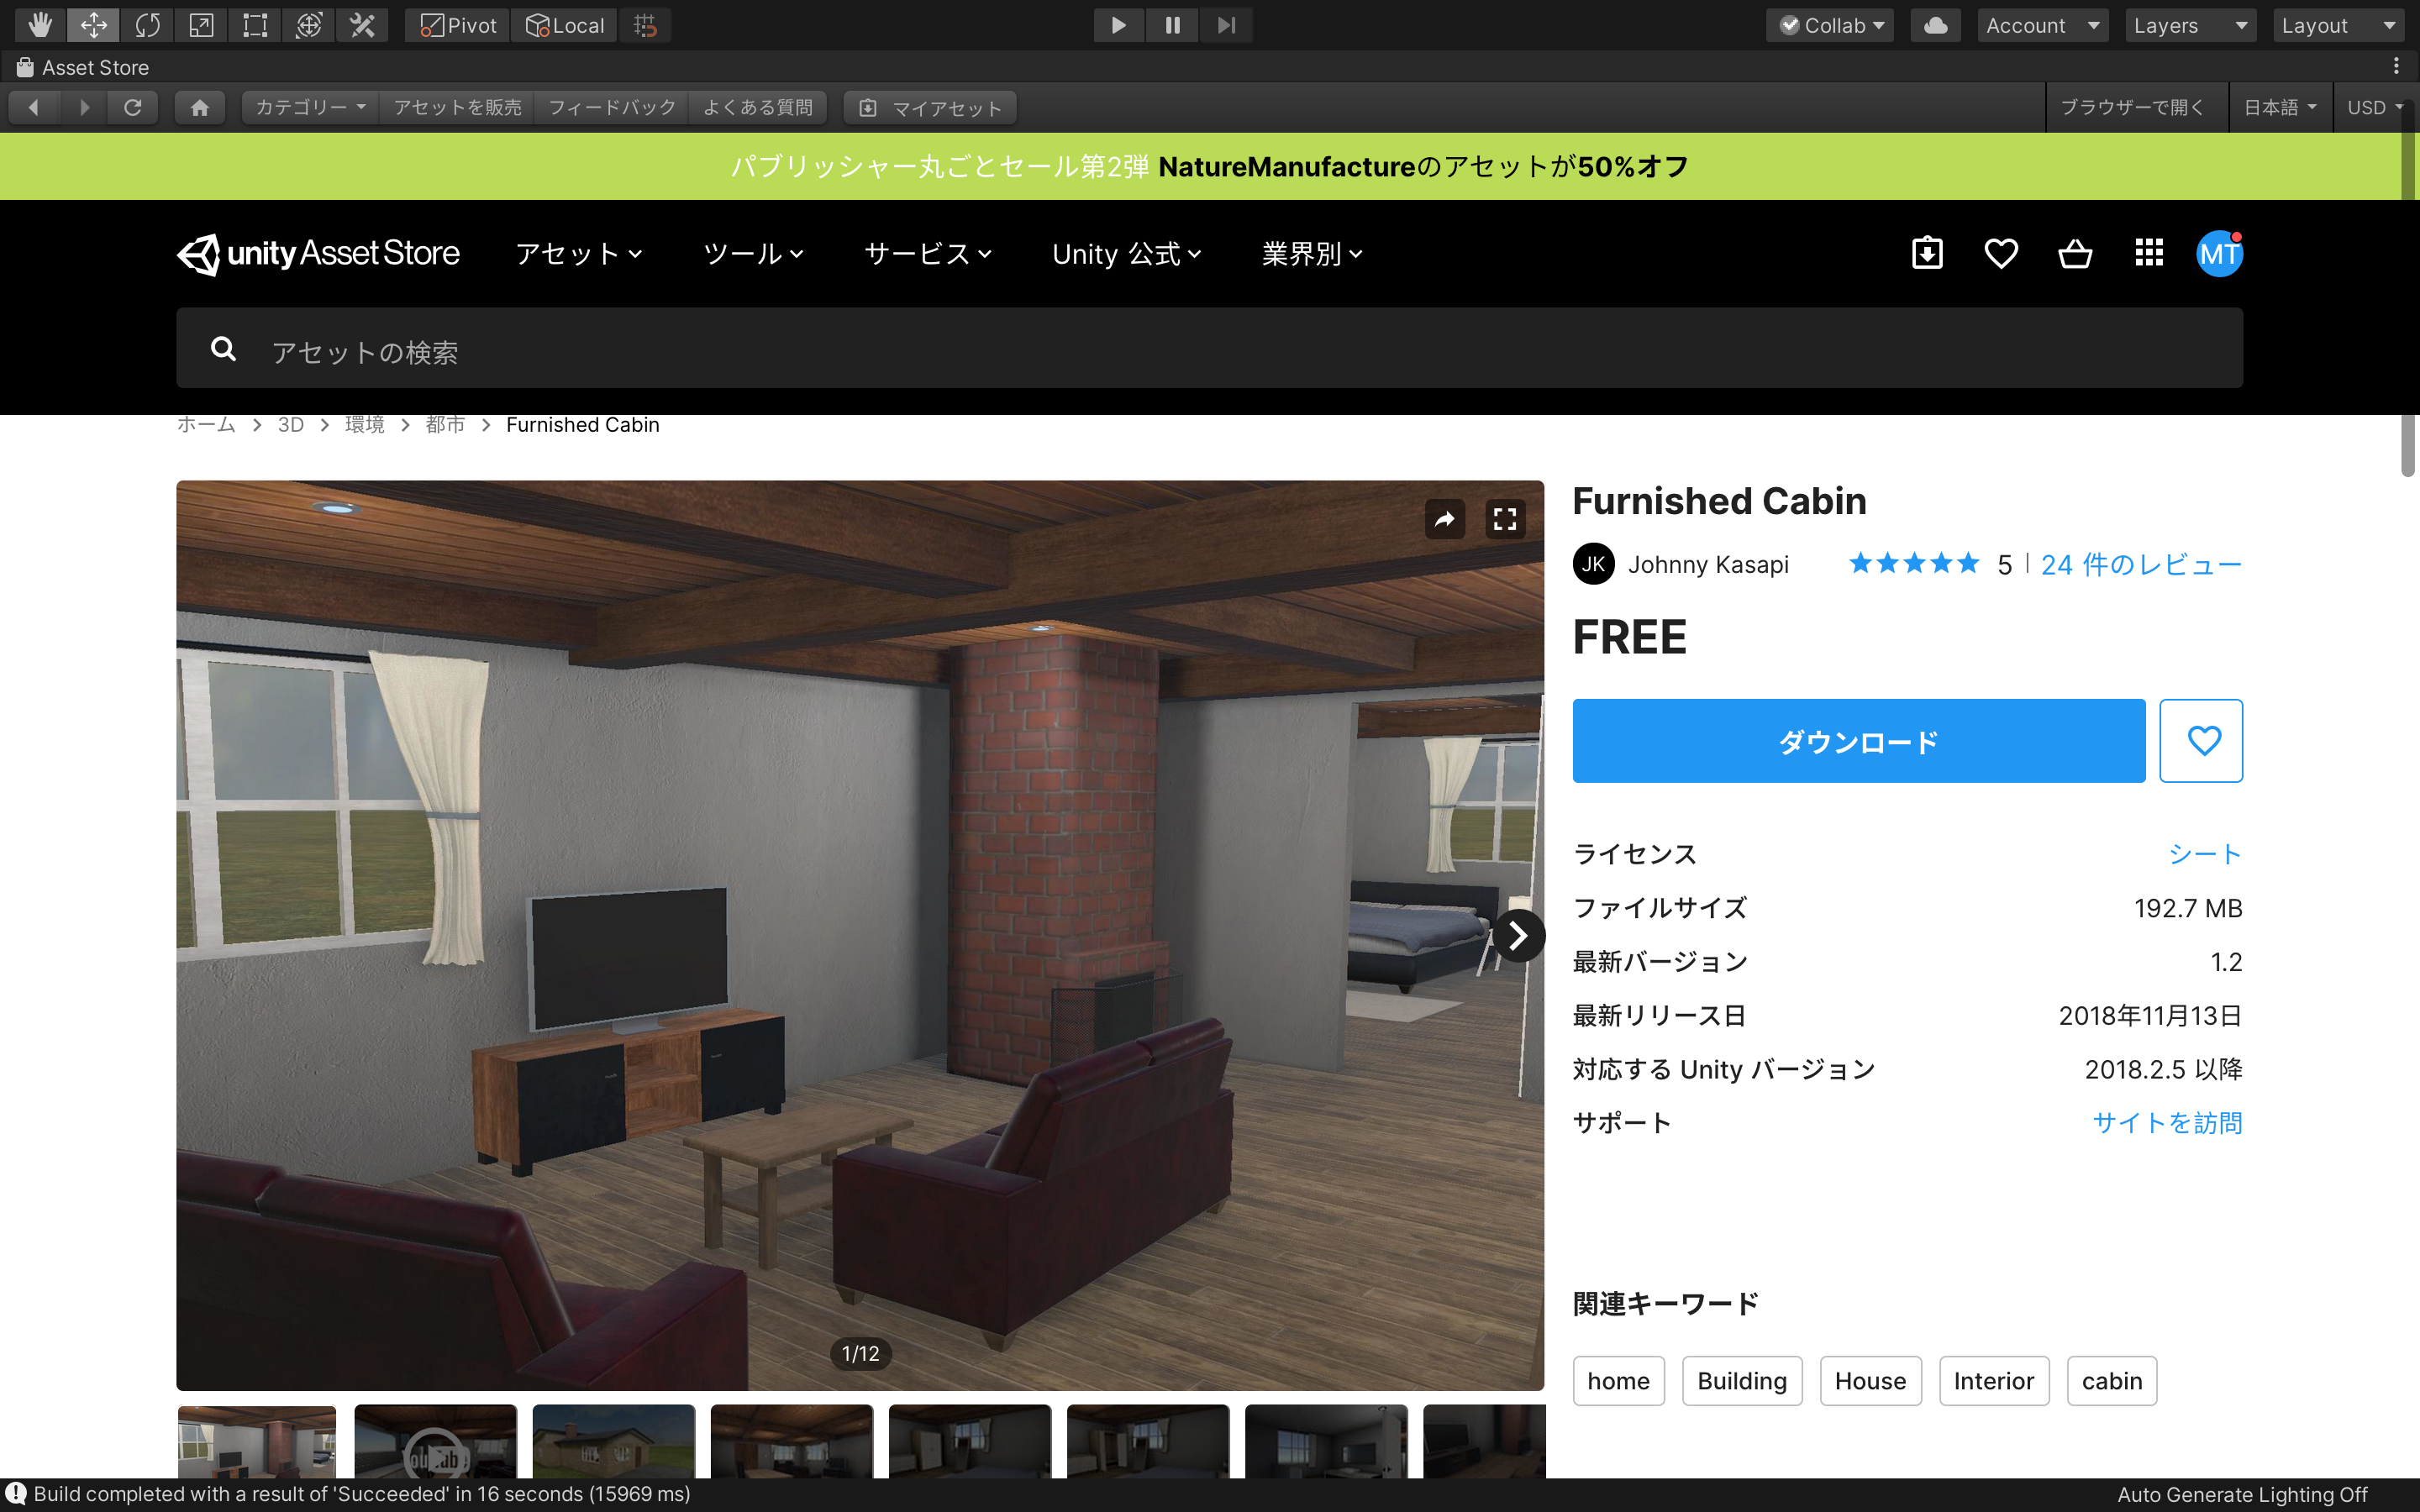 Pivot Local Collab Account Layers Layout
Asset Store
カテゴリー アセットを販売 フィードバック よくある質問 マイアセット ブラウザーで開く 日本語 USD
パブリッシャー丸ごとセール第2弾 NatureManufactureのアセットが50%オフ
unity Asset Store アセット ツール サービス Unity 公式 業界別 MT
アセットの検索
ホーム 3D 環境 都市 Furnished Cabin
Furnished Cabin
JK Johnny Kasapi 5 24 件のレビュー
FREE
ダウンロード
ライセンス シート
ファイルサイズ 192.7 MB
最新バージョン 1.2
最新リリース日 2018年11月13日
対応する Unity バージョン 2018.2.5 以降
サポート サイトを訪問
関連キーワード
1/12
home Building House Interior cabin
Build completed with a result of 'Succeeded' in 16 seconds (15969 ms) Auto Generate Lighting Off